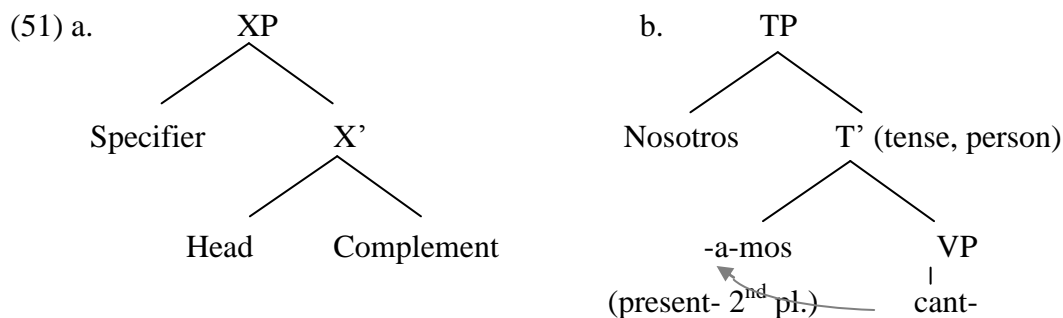 (51) a. XP b. TP
Specifier X’ Nosotros T’ (tense, person)
Head Complement -a-mos VP
(present- 2nd pl.) cant-